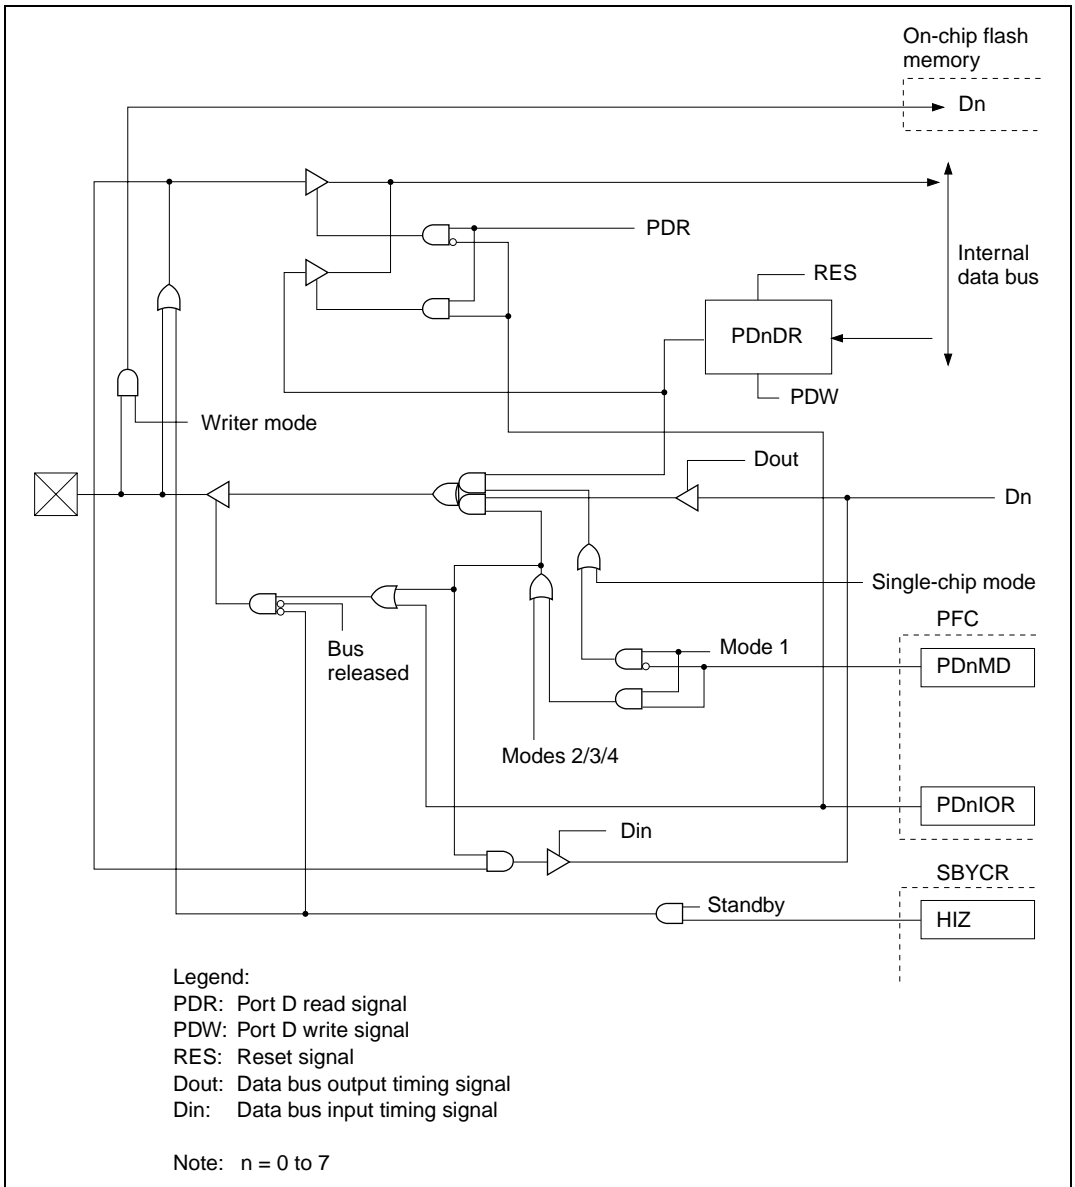 On-chip flash
memory
Dn
PDR
Internal
data bus
RES
PDnDR
PDW
Writer mode
Dout
Dn
Single-chip mode
Bus
released
Mode 1
PFC
PDnMD
Modes 2/3/4
PDnIOR
Din
SBYCR
Standby
HIZ
Legend:
PDR: Port D read signal
PDW: Port D write signal
RES: Reset signal
Dout: Data bus output timing signal
Din: Data bus input timing signal
Note: n = 0 to 7